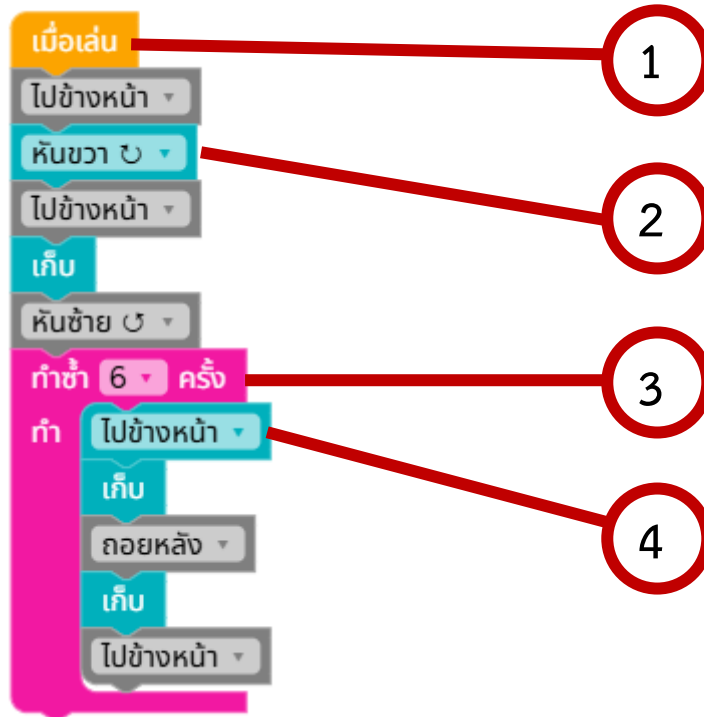 เมื่อเล่น
1
ไปข้างหน้า
หันขวา ↻
2
ไปข้างหน้า
เก็บ
หันซ้าย ↺
ทำซ้ำ 6 ครั้ง
3
ทำ ไปข้างหน้า
4
เก็บ
ถอยหลัง
เก็บ
ไปข้างหน้า